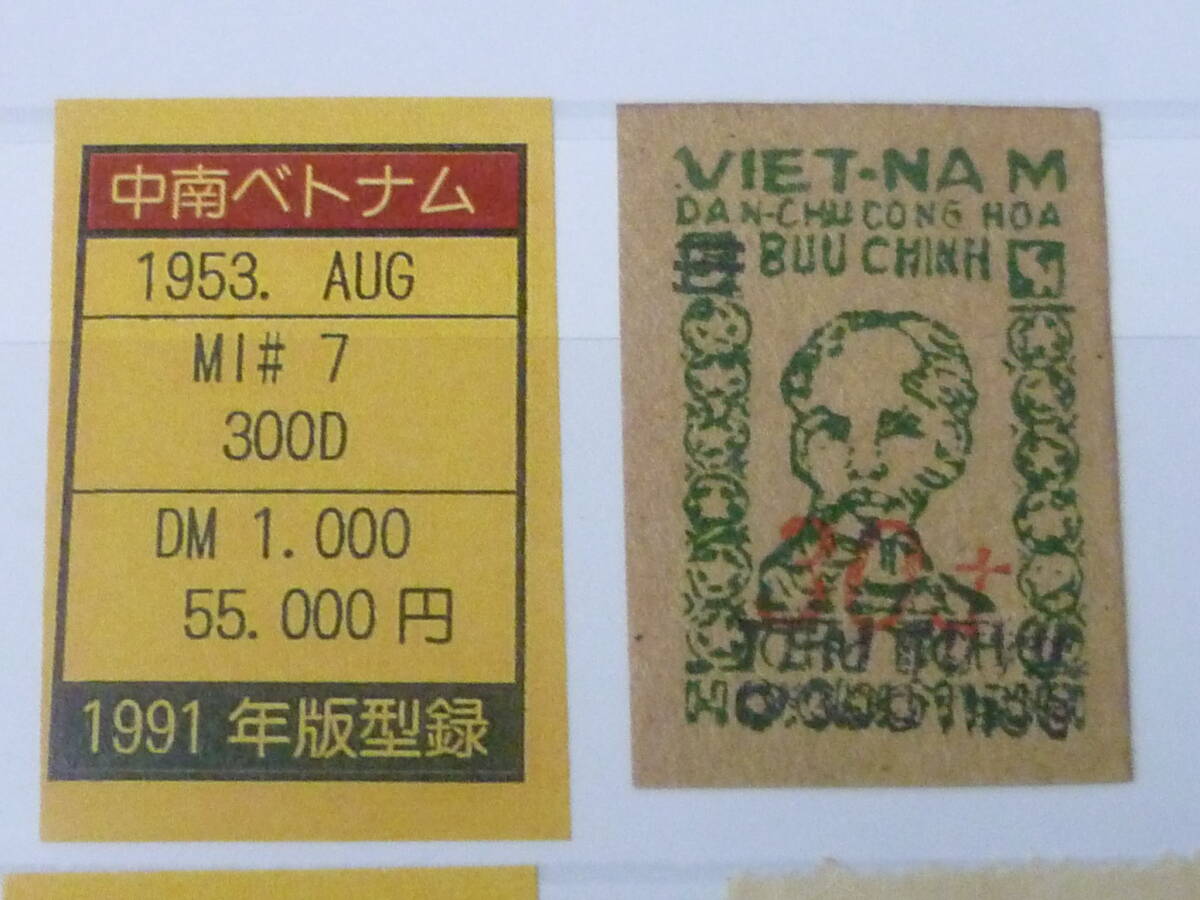 中南ベトナム
1953. AUG
MI# 7
300D
DM 1.000
55.000 円
1991 年版型録
VIET-NAM
DAN-CHU CONG HOA
BUU CHINH
30